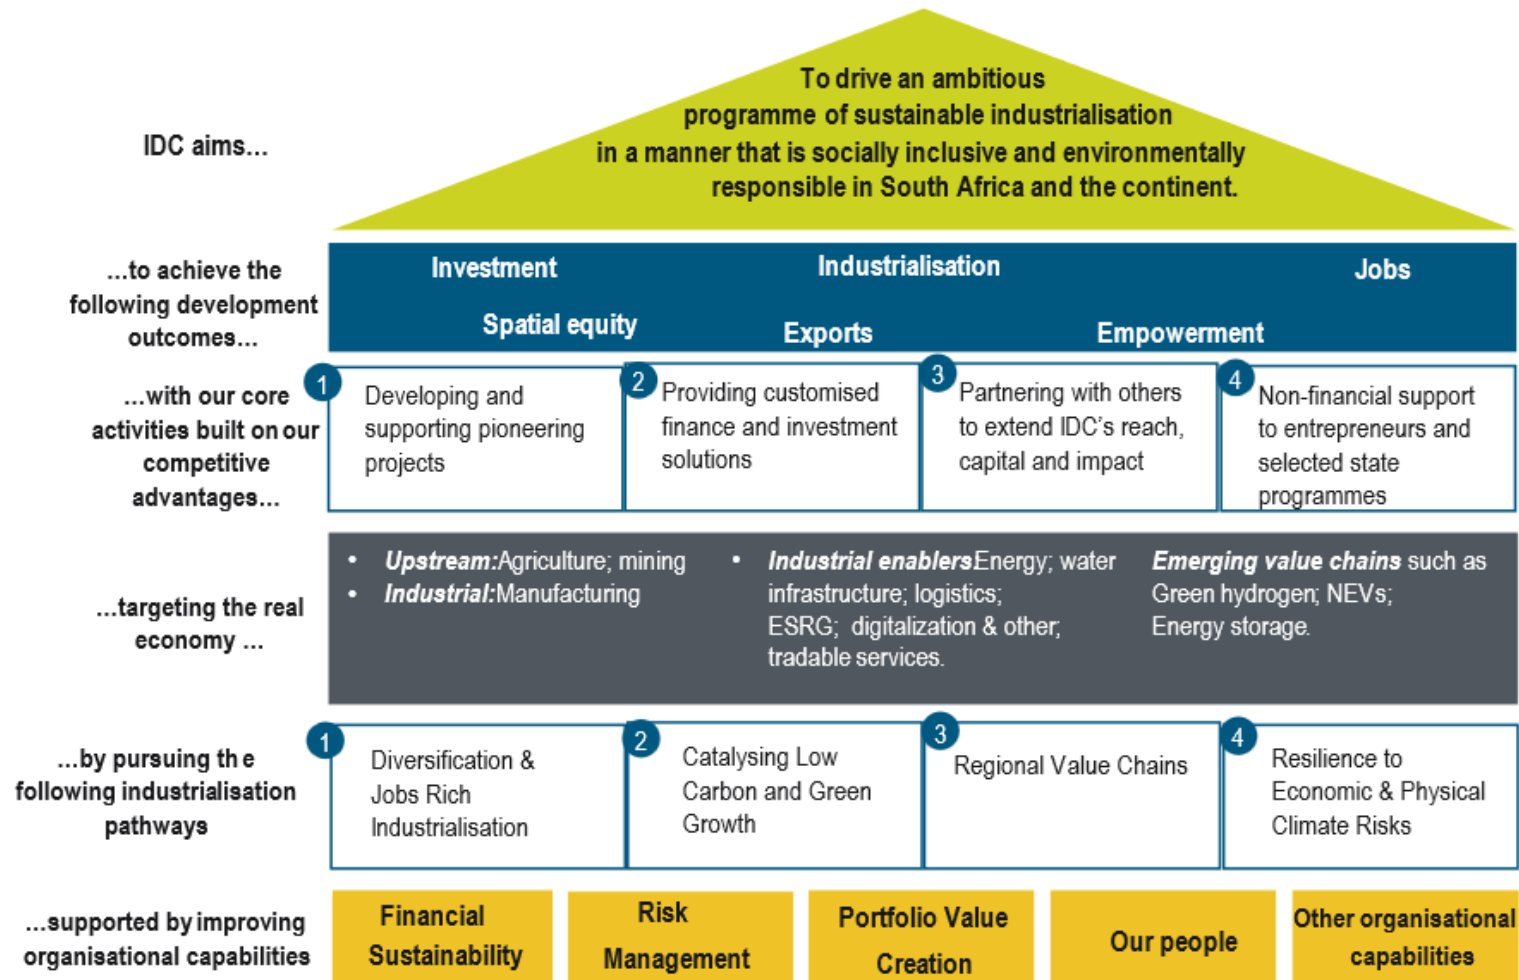 IDC aims…
To drive an ambitious
programme of sustainable industrialisation
in a manner that is socially inclusive and environmentally
responsible in South Africa and the continent.
…to achieve the
following development
outcomes…
Investment
Industrialisation
Jobs
Spatial equity
Exports
Empowerment
…with our core
activities built on our
competitive
advantages…
1
Developing and
supporting pioneering
projects
2
Providing customised
finance and investment
solutions
3
Partnering with others
to extend IDC's reach,
capital and impact
4
Non-financial support
to entrepreneurs and
selected state
programmes
…targeting the real
economy …
• Upstream:Agriculture; mining
• Industrial:Manufacturing
• Industrial enablers:Energy; water
infrastructure; logistics;
ESRG; digitalization & other;
tradable services.
Emerging value chains such as
Green hydrogen; NEVs;
Energy storage.
…by pursuing the
following industrialisation
pathways
1
Diversification &
Jobs Rich
Industrialisation
2
Catalysing Low
Carbon and Green
Growth
3
Regional Value Chains
4
Resilience to
Economic & Physical
Climate Risks
…supported by improving
organisational capabilities
Financial
Sustainability
Risk
Management
Portfolio Value
Creation
Our people
Other organisational
capabilities